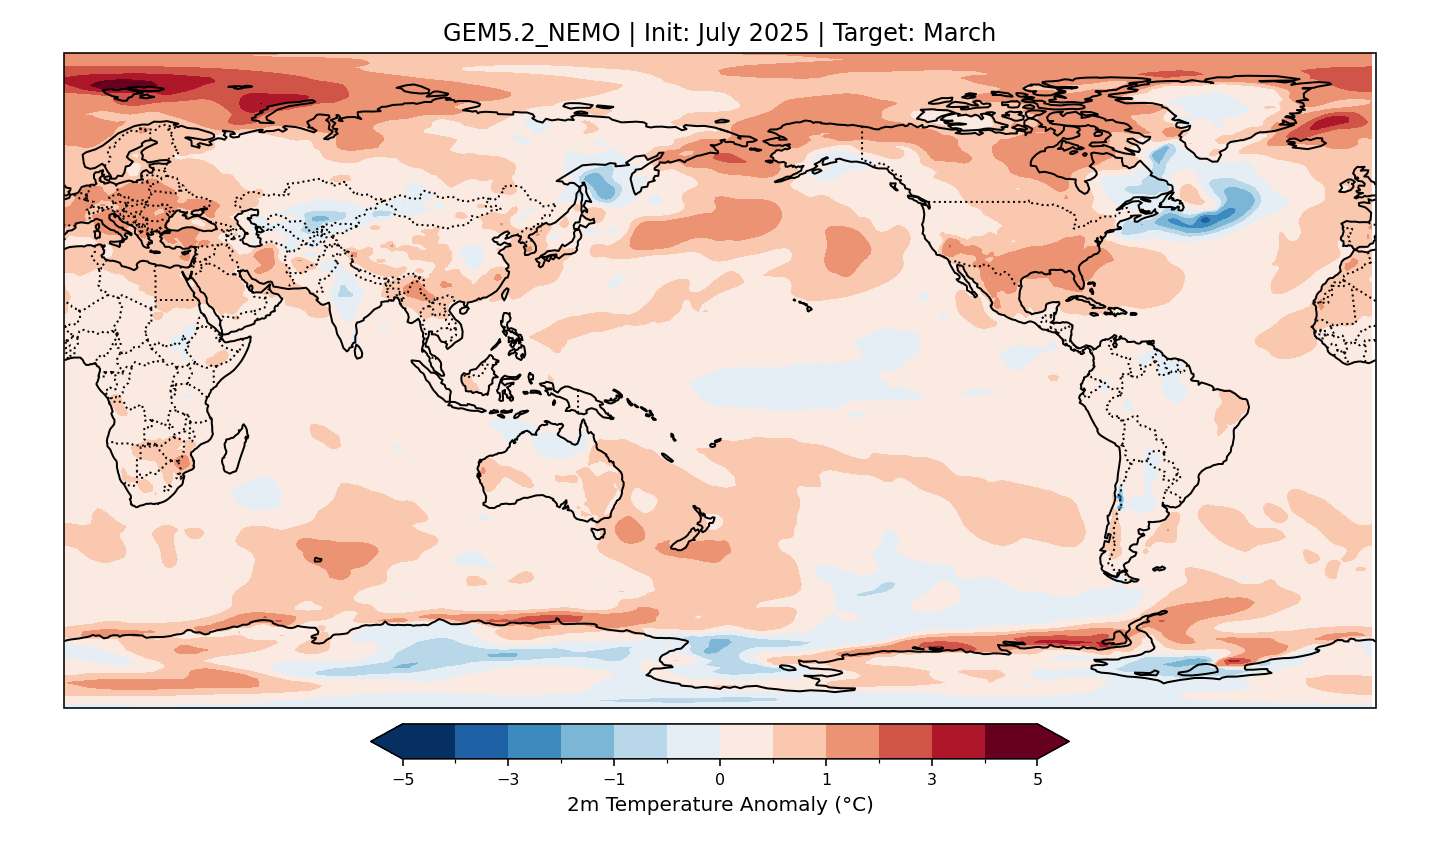 GEM5.2_NEMO | Init: July 2025 | Target: March
−5 −3 −1 0 1 3 5
2m Temperature Anomaly (°C)